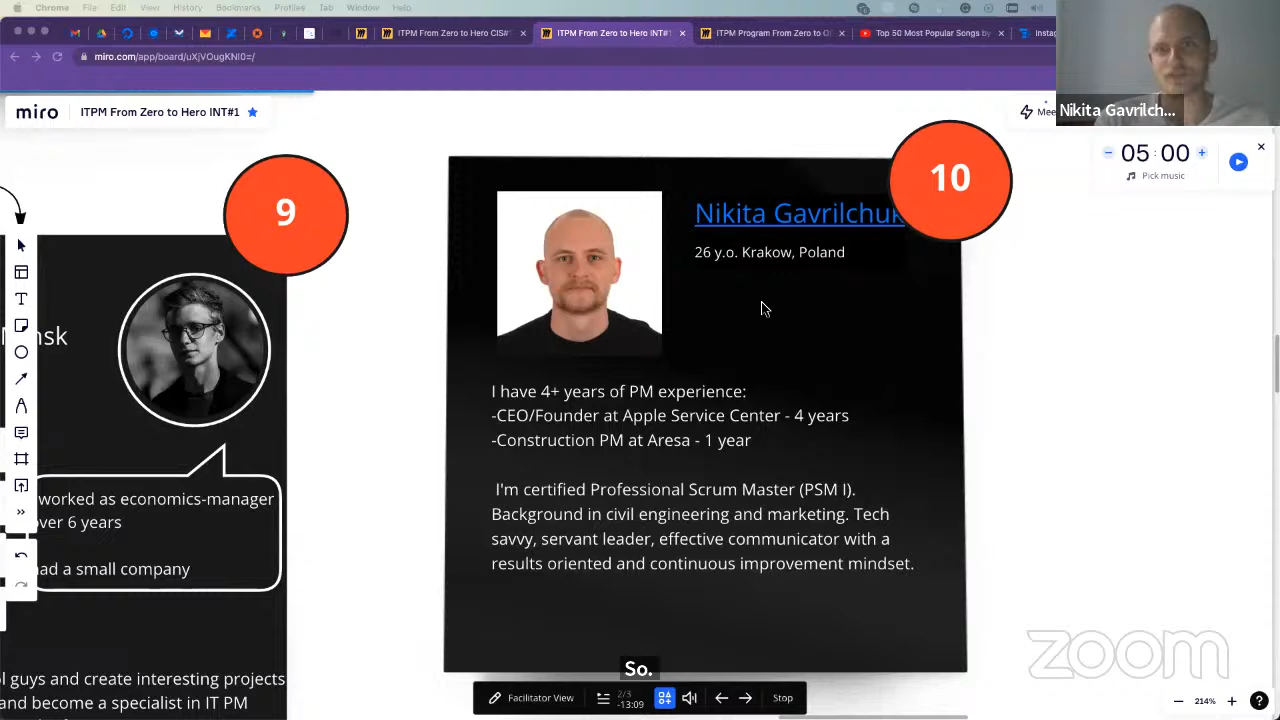 Chrome File Edit View History Bookmarks Profiles Tab Window Help
ITPM From Zero to Hero CIS#1
ITPM From Zero to Hero INT#1
ITPM Program From Zero to
Top 50 Most Popular Songs by
miro.com/app/board/uXjVOugKNI0=/
miro
ITPM From Zero to Hero INT#1
Mee
Nikita Gavrilch...
05 : 00
Pick music
9
10
Nikita Gavrilchuk
26 y.o. Krakow, Poland
nsk
I have 4+ years of PM experience:
-CEO/Founder at Apple Service Center - 4 years
-Construction PM at Aresa - 1 year
I'm certified Professional Scrum Master (PSM I).
Background in civil engineering and marketing. Tech
savvy, servant leader, effective communicator with a
results oriented and continuous improvement mindset.
worked as economics-manager
over 6 years
had a small company
guys and create interesting projects
and become a specialist in IT PM
So.
zoom
Facilitator View
2/3
-13:09
Stop
214%